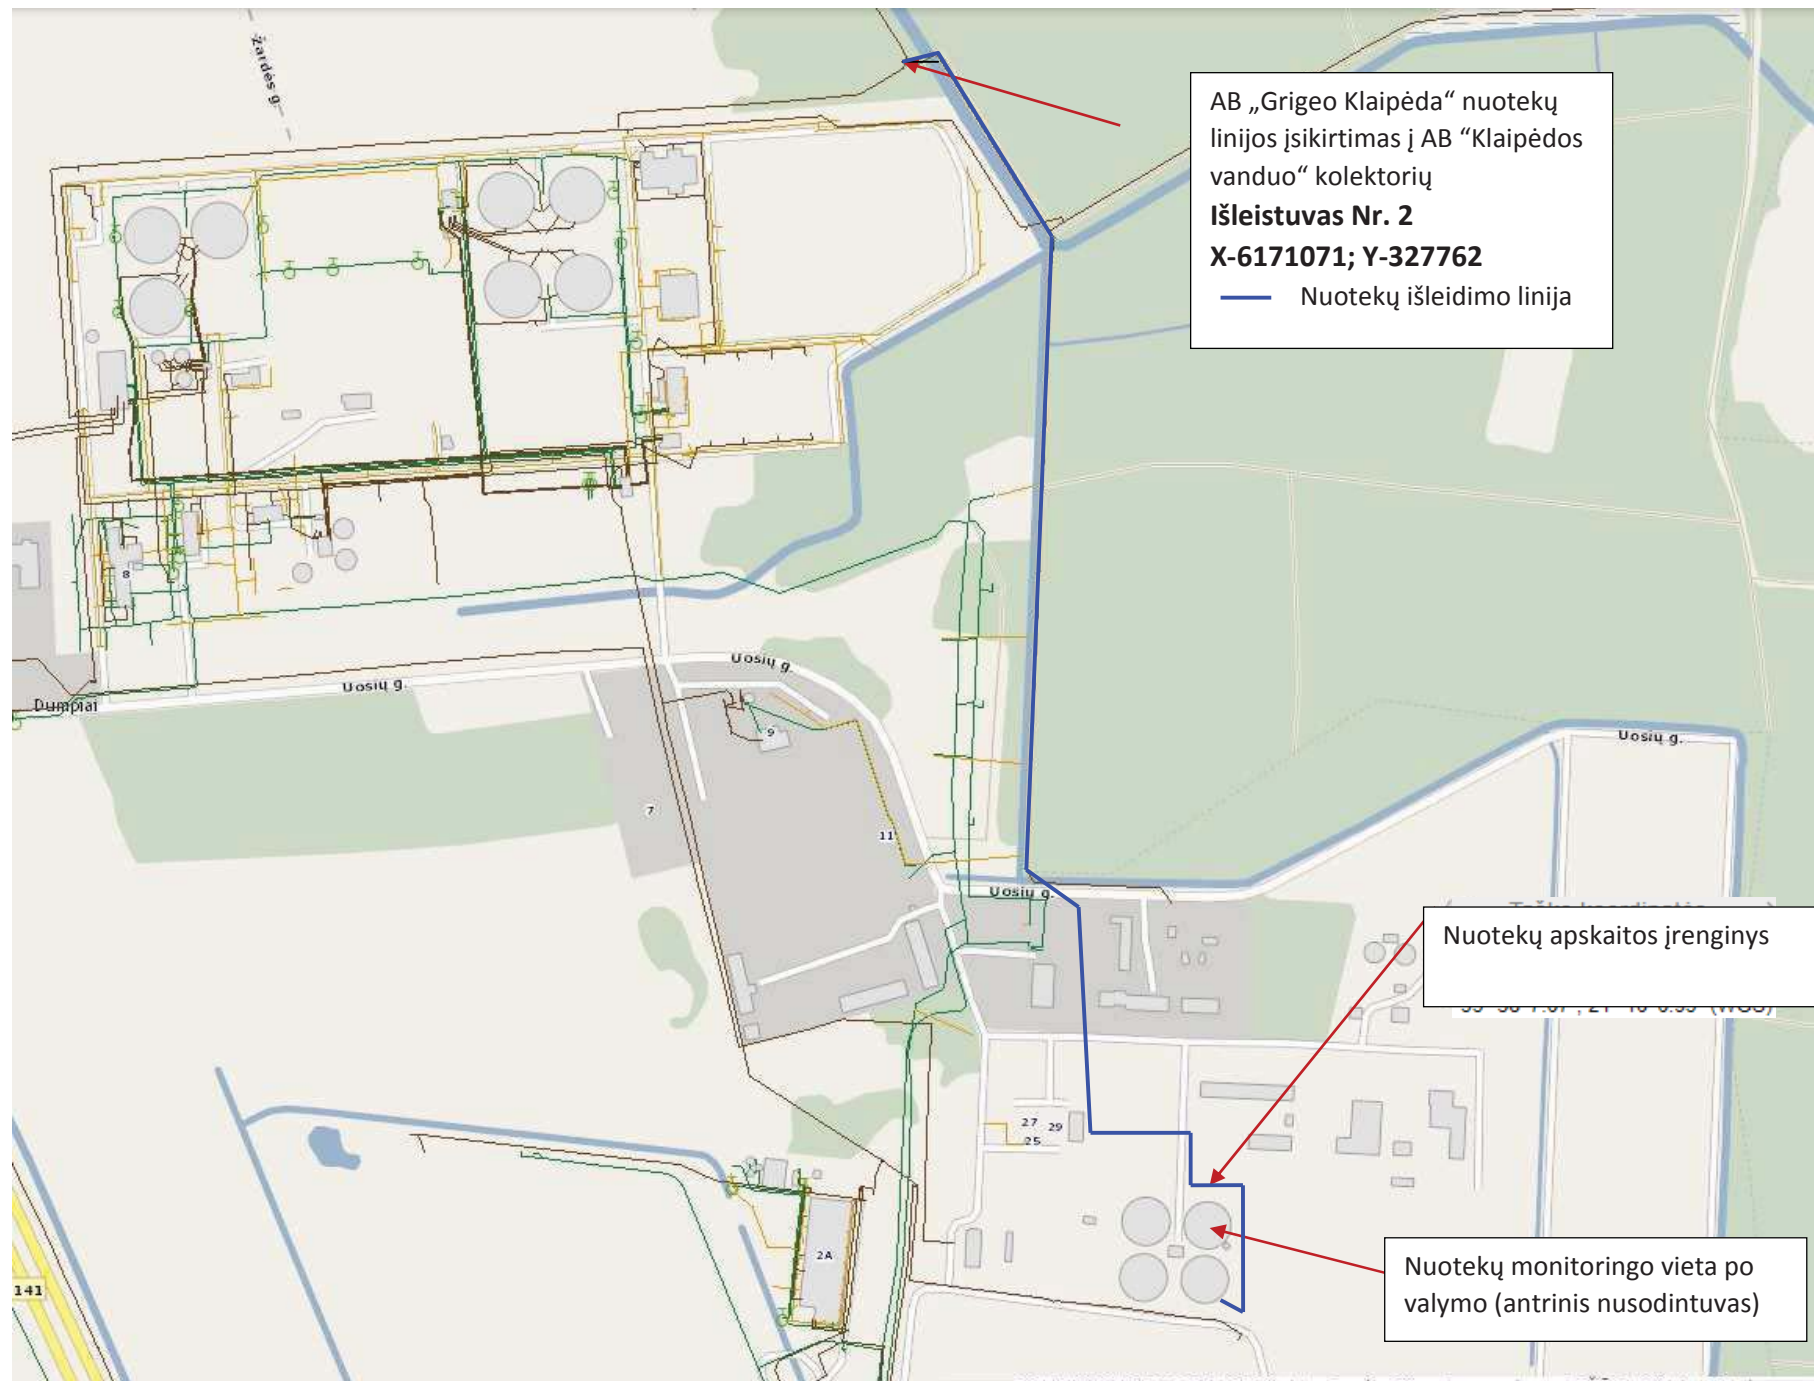 Žardės g.
AB „Grigeo Klaipėda“ nuotekų
linijos įsikirtimas į AB “Klaipėdos
vanduo“ kolektorių
Išleistuvas Nr. 2
X-6171071; Y-327762
Nuotekų išleidimo linija
8
Uosių g.
Uosių g.
Dumpiai
9
7
11
Uosių g.
Uosių g.
Nuotekų apskaitos įrenginys
27 29
25
2A
141
Nuotekų monitoringo vieta po
valymo (antrinis nusodintuvas)